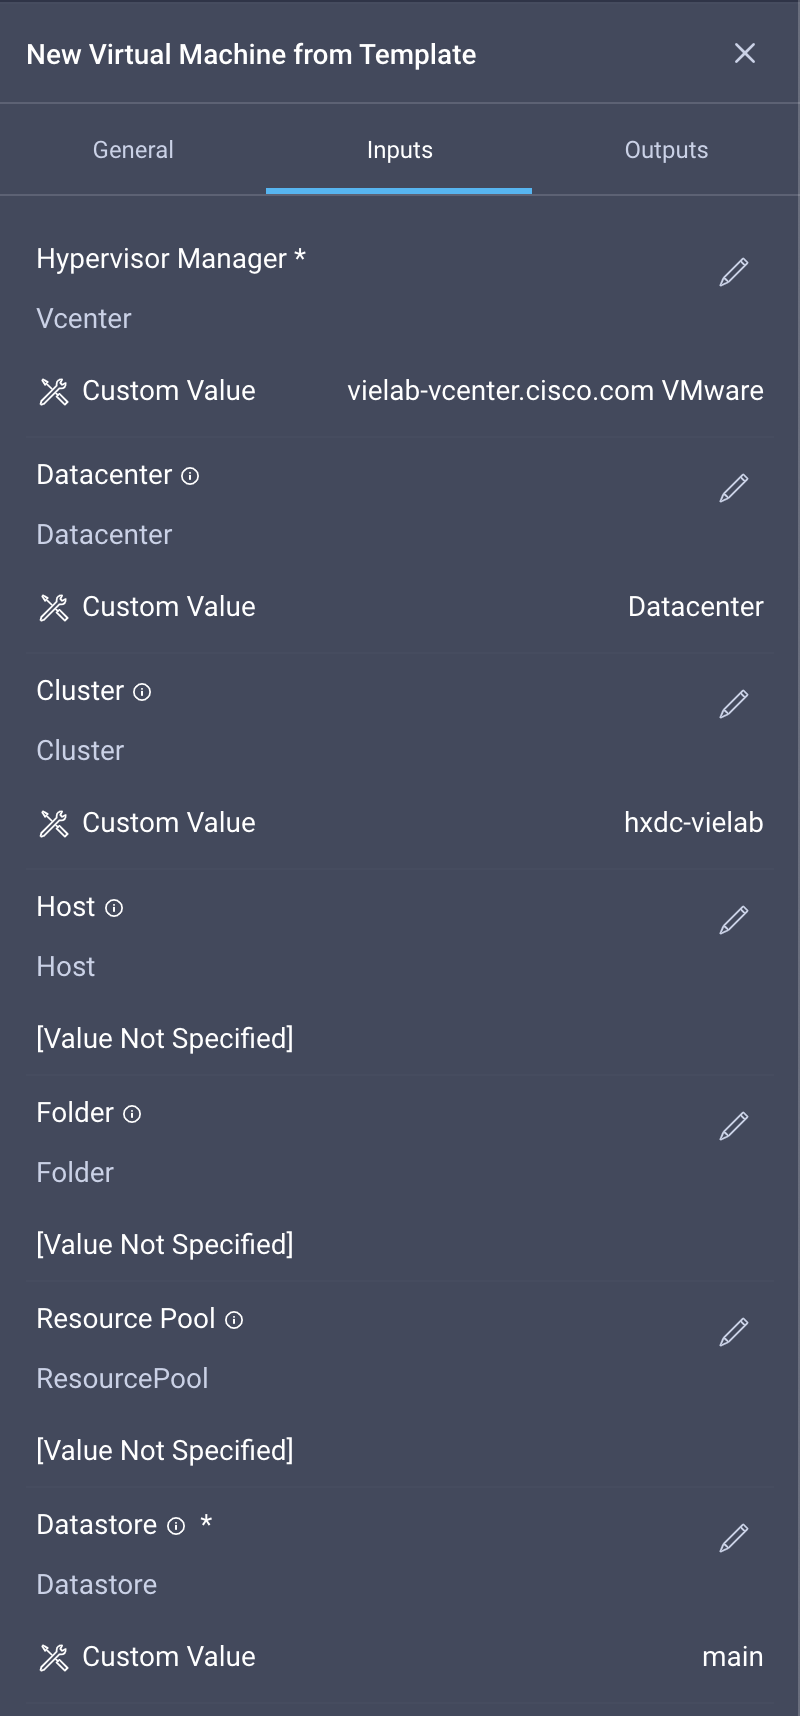 New Virtual Machine from Template
General Inputs Outputs
Hypervisor Manager *
Vcenter
Custom Value vielab-vcenter.cisco.com VMware
Datacenter
Datacenter
Custom Value Datacenter
Cluster
Cluster
Custom Value hxdc-vielab
Host
Host
[Value Not Specified]
Folder
Folder
[Value Not Specified]
Resource Pool
ResourcePool
[Value Not Specified]
Datastore *
Datastore
Custom Value main